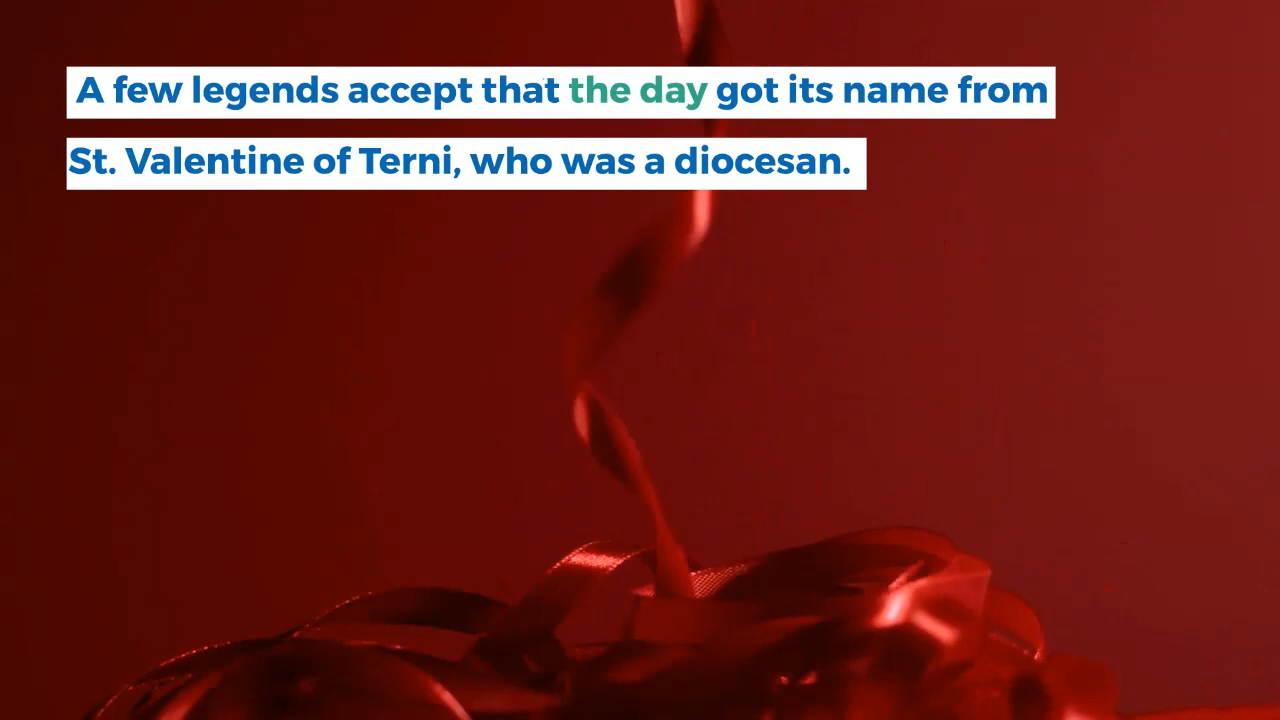 A few legends accept that the day got its name from
St. Valentine of Terni, who was a diocesan.